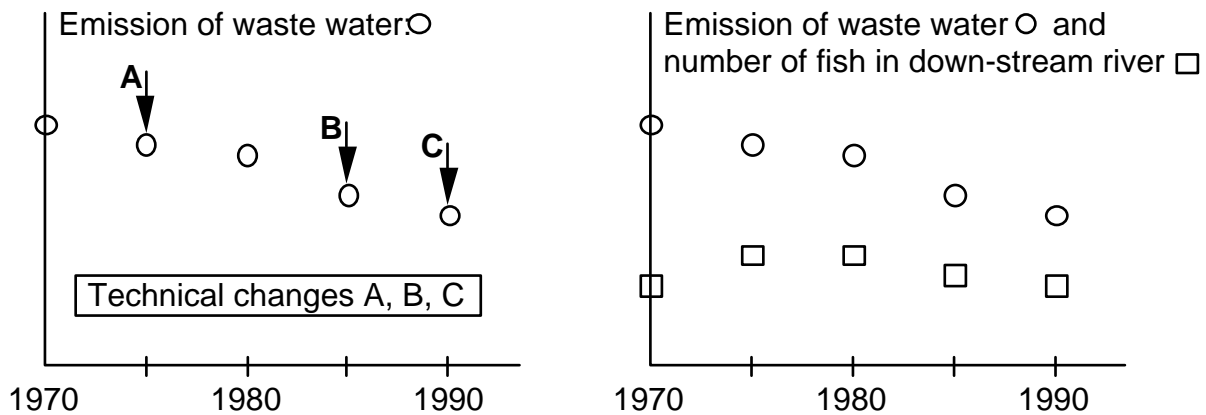 Emission of waste water:
A
B
C
Technical changes A, B, C
1970 1980 1990
Emission of waste water and
number of fish in down-stream river
1970 1980 1990